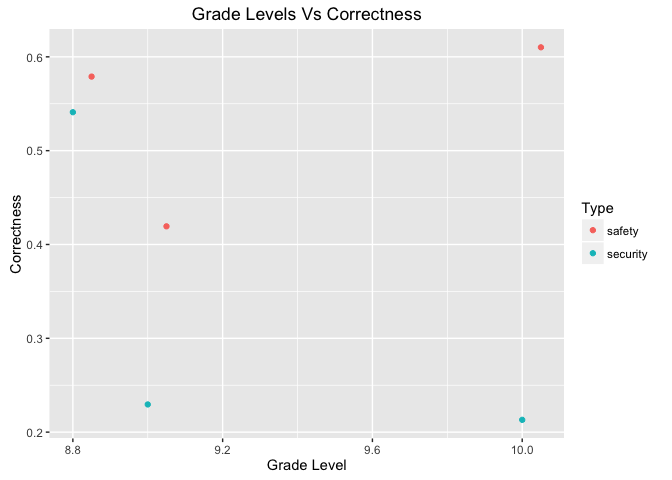 Grade Levels Vs Correctness
0.6
0.5
0.4
0.3
0.2
Correctness
8.8
9.2
9.6
10.0
Grade Level
Type
safety
security